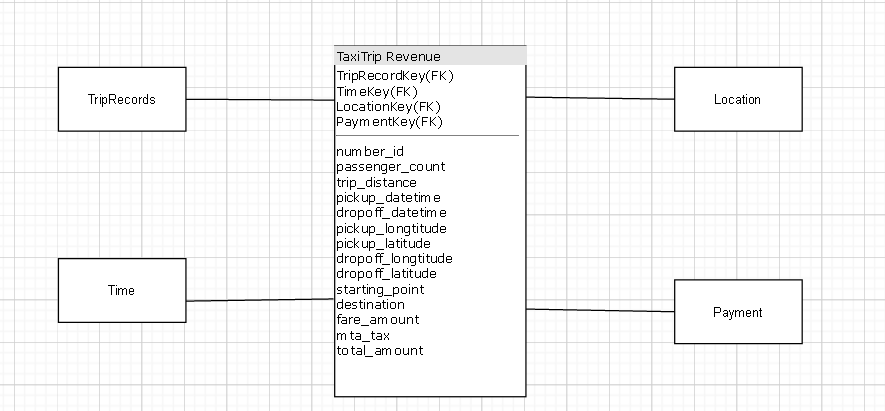 TaxiTrip Revenue
TripRecordKey(FK)
TimeKey(FK)
LocationKey(FK)
PaymentKey(FK)
number_id
passenger_count
trip_distance
pickup_datetime
dropoff_datetime
pickup_longtitude
pickup_latitude
dropoff_longtitude
dropoff_latitude
starting_point
destination
fare_amount
mta_tax
total_amount
TripRecords
Time
Location
Payment